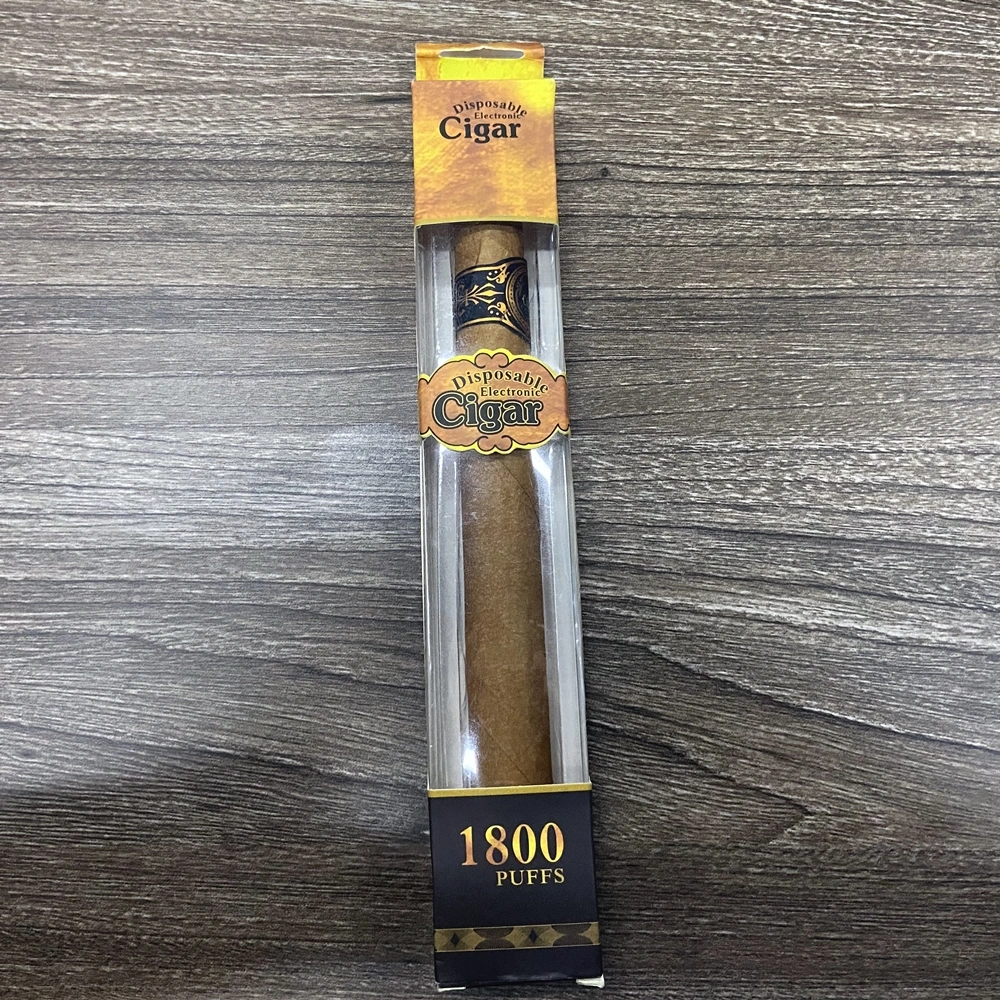 Disposable
Electronic
Cigar
Disposable
Electronic
Cigar
1800
PUFFS